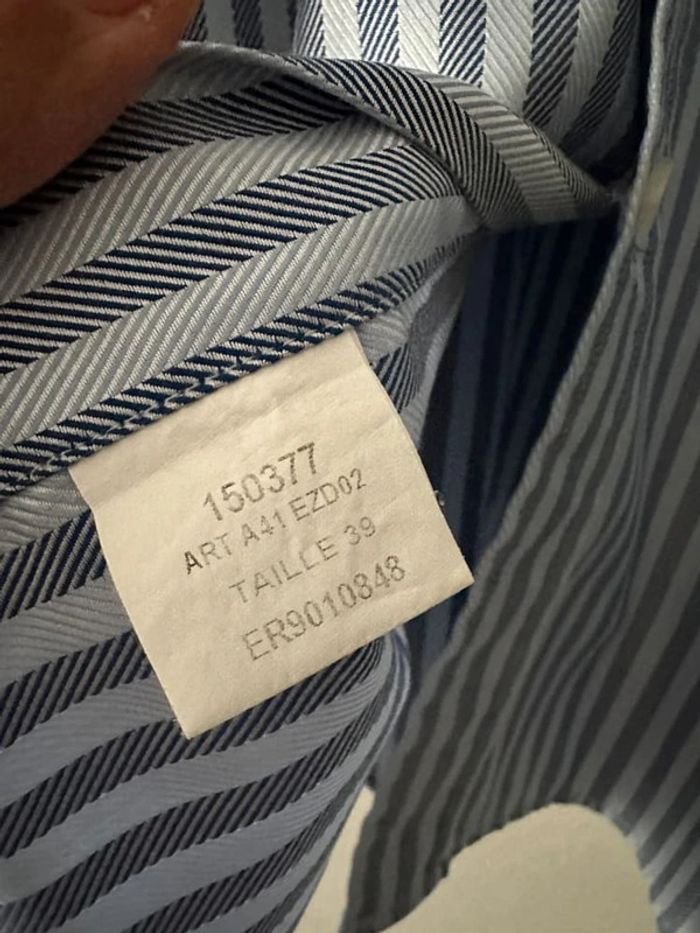 150377
ART A41 EZD02
TAILLE 39
ER9010848